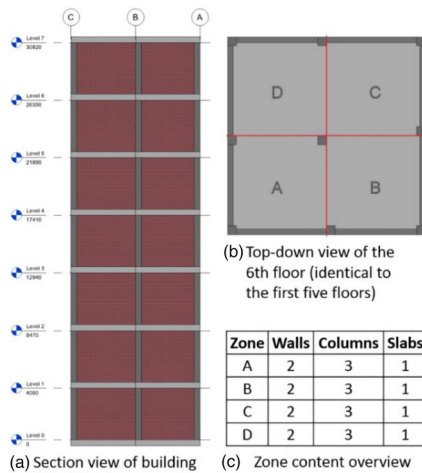 C
B
A
Level 7
30820
Level 6
26350
Level 5
21880
Level 4
17410
Level 3
12940
Level 2
8470
Level 1
4000
Level 0
0
(a) Section view of building
D
C
A
B
(b) Top-down view of the
6th floor (identical to
the first five floors)
Zone Walls Columns Slabs
A 2 3 1
B 2 3 1
C 2 3 1
D 2 3 1
(c) Zone content overview